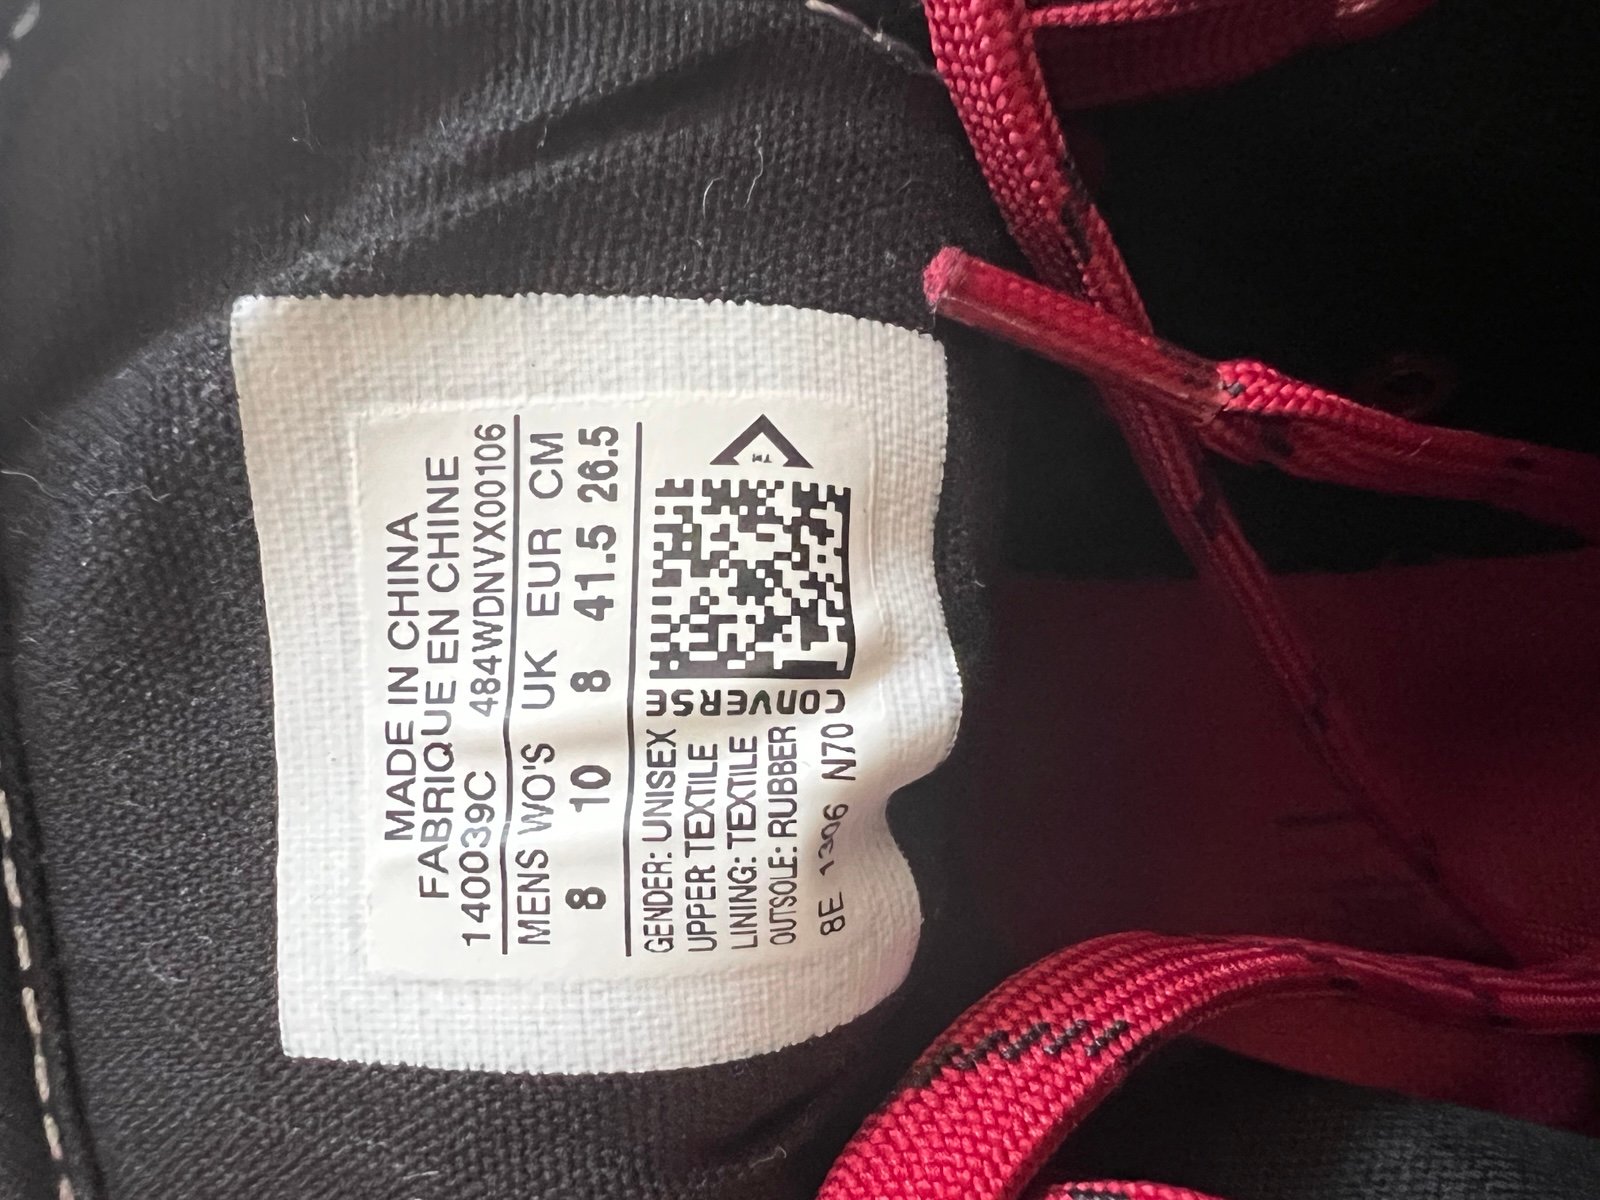 MADE IN CHINA
FABRIQUE EN CHINE
140039C 484WDNVX00106
MENS WO'S UK EUR CM
8 10 8 41.5 26.5
GENDER: UNISEX
UPPER: TEXTILE
LINING: TEXTILE
OUTSOLE: RUBBER
8E 1306 N70
CONVERSE
TM